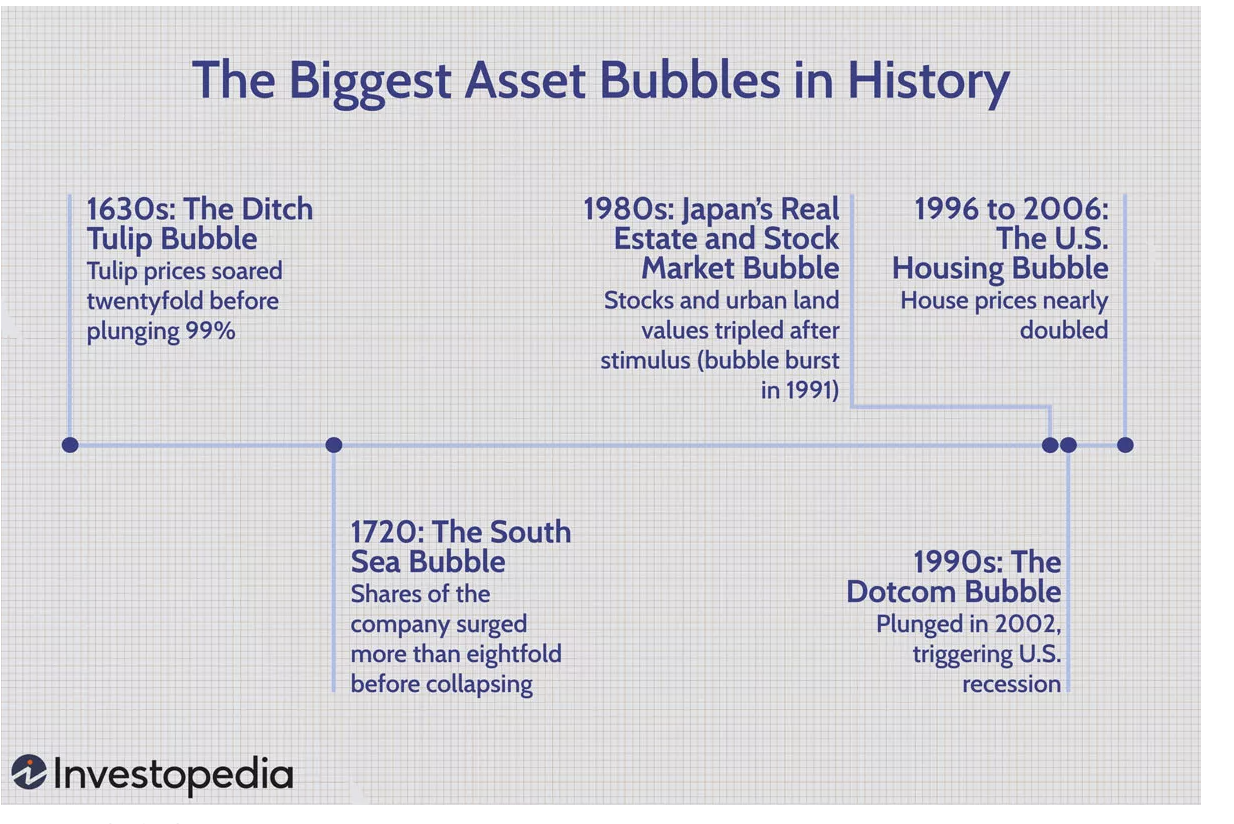 The Biggest Asset Bubbles in History
1630s: The Ditch
Tulip Bubble
Tulip prices soared
twentyfold before
plunging 99%
1720: The South
Sea Bubble
Shares of the
company surged
more than eightfold
before collapsing
1980s: Japan’s Real
Estate and Stock
Market Bubble
Stocks and urban land
values tripled after
stimulus (bubble burst
in 1991)
1990s: The
Dotcom Bubble
Plunged in 2002,
triggering U.S.
recession
1996 to 2006:
The U.S.
Housing Bubble
House prices nearly
doubled
Investopedia